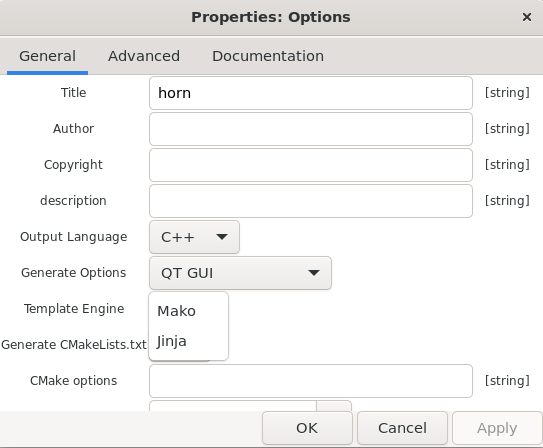 Properties: Options ×
General Advanced Documentation
Title horn [string]
Author [string]
Copyright [string]
description [string]
Output Language C++
Generate Options QT GUI
Template Engine Mako
Jinja
Generate CMakeLists.txt
CMake options [string]
OK Cancel Apply